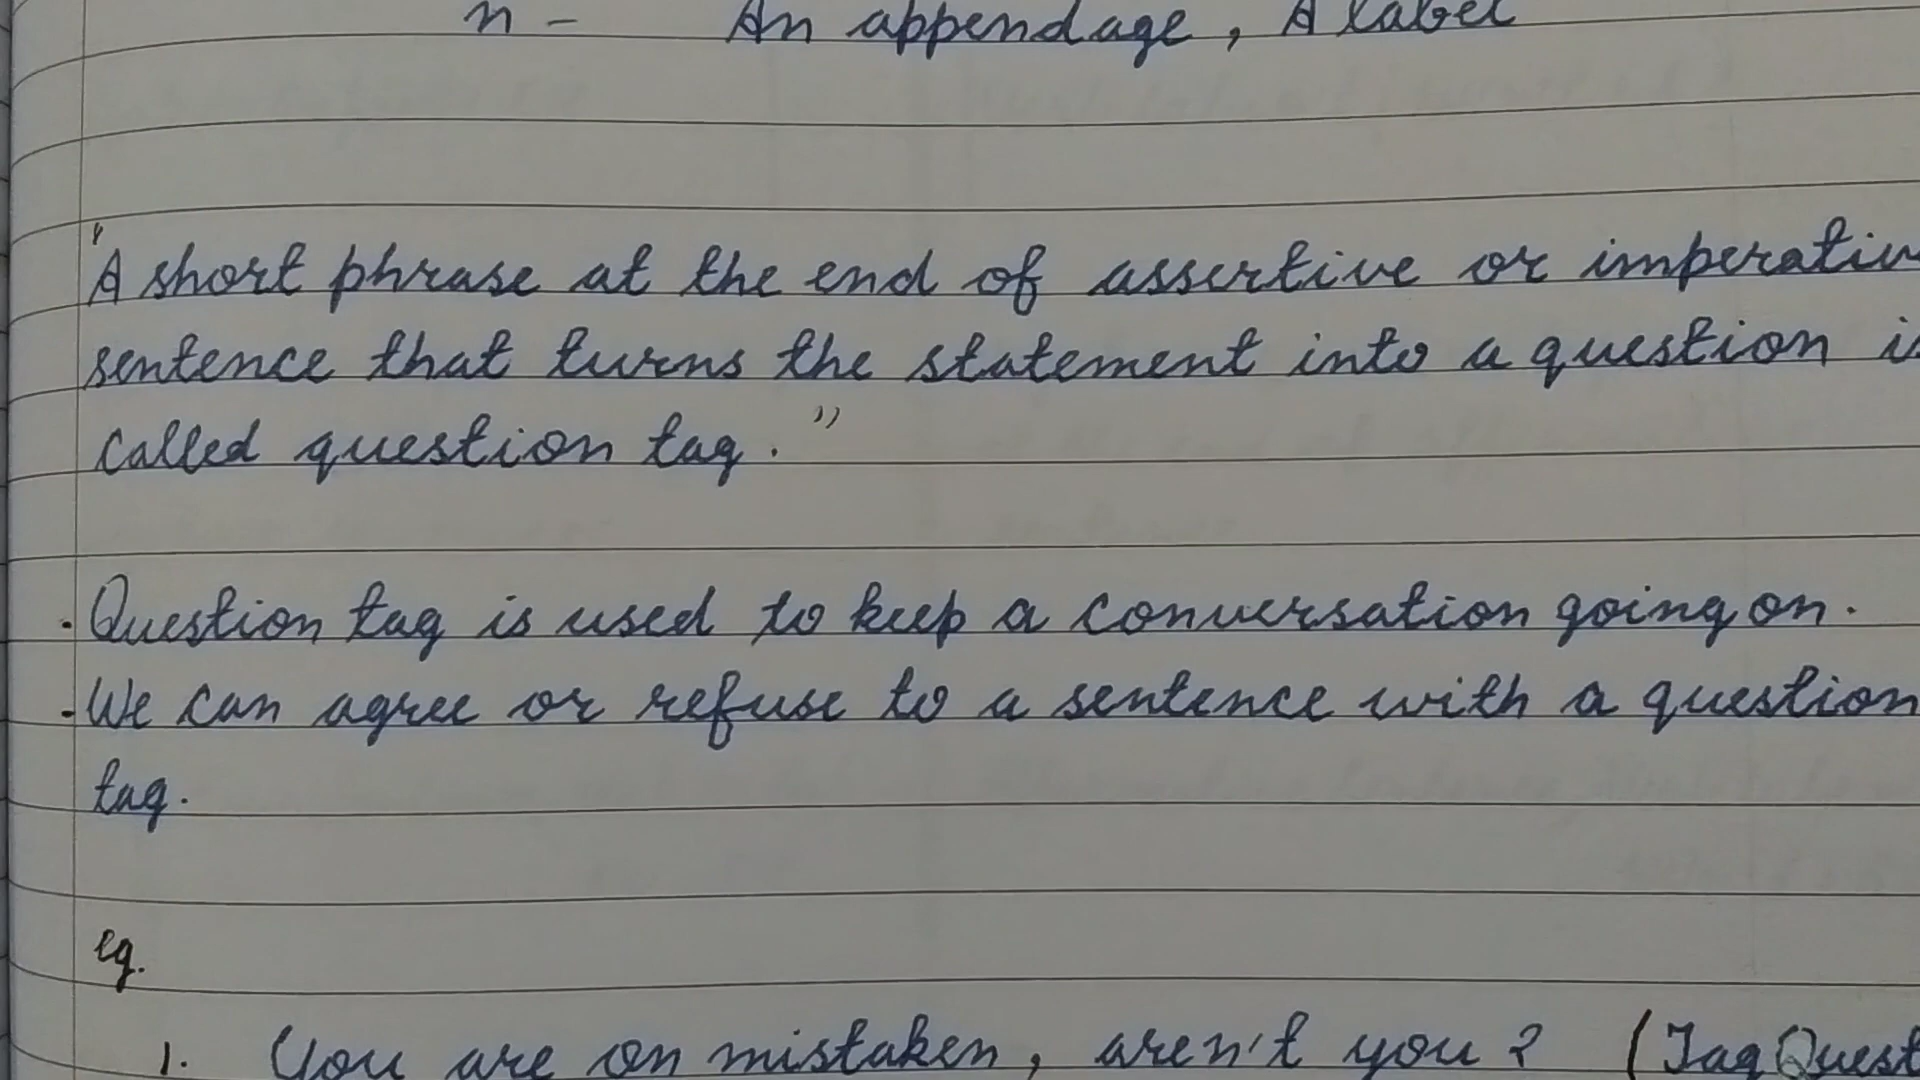 n - An appendage, A label
"A short phrase at the end of assertive or imperativ
sentence that turns the statement into a question is
called question tag."
. Question tag is used to keep a conversation going on.
- We can agree or refuse to a sentence with a question
tag.
eg.
1. You are on mistaken, aren't you? (Tag Quest